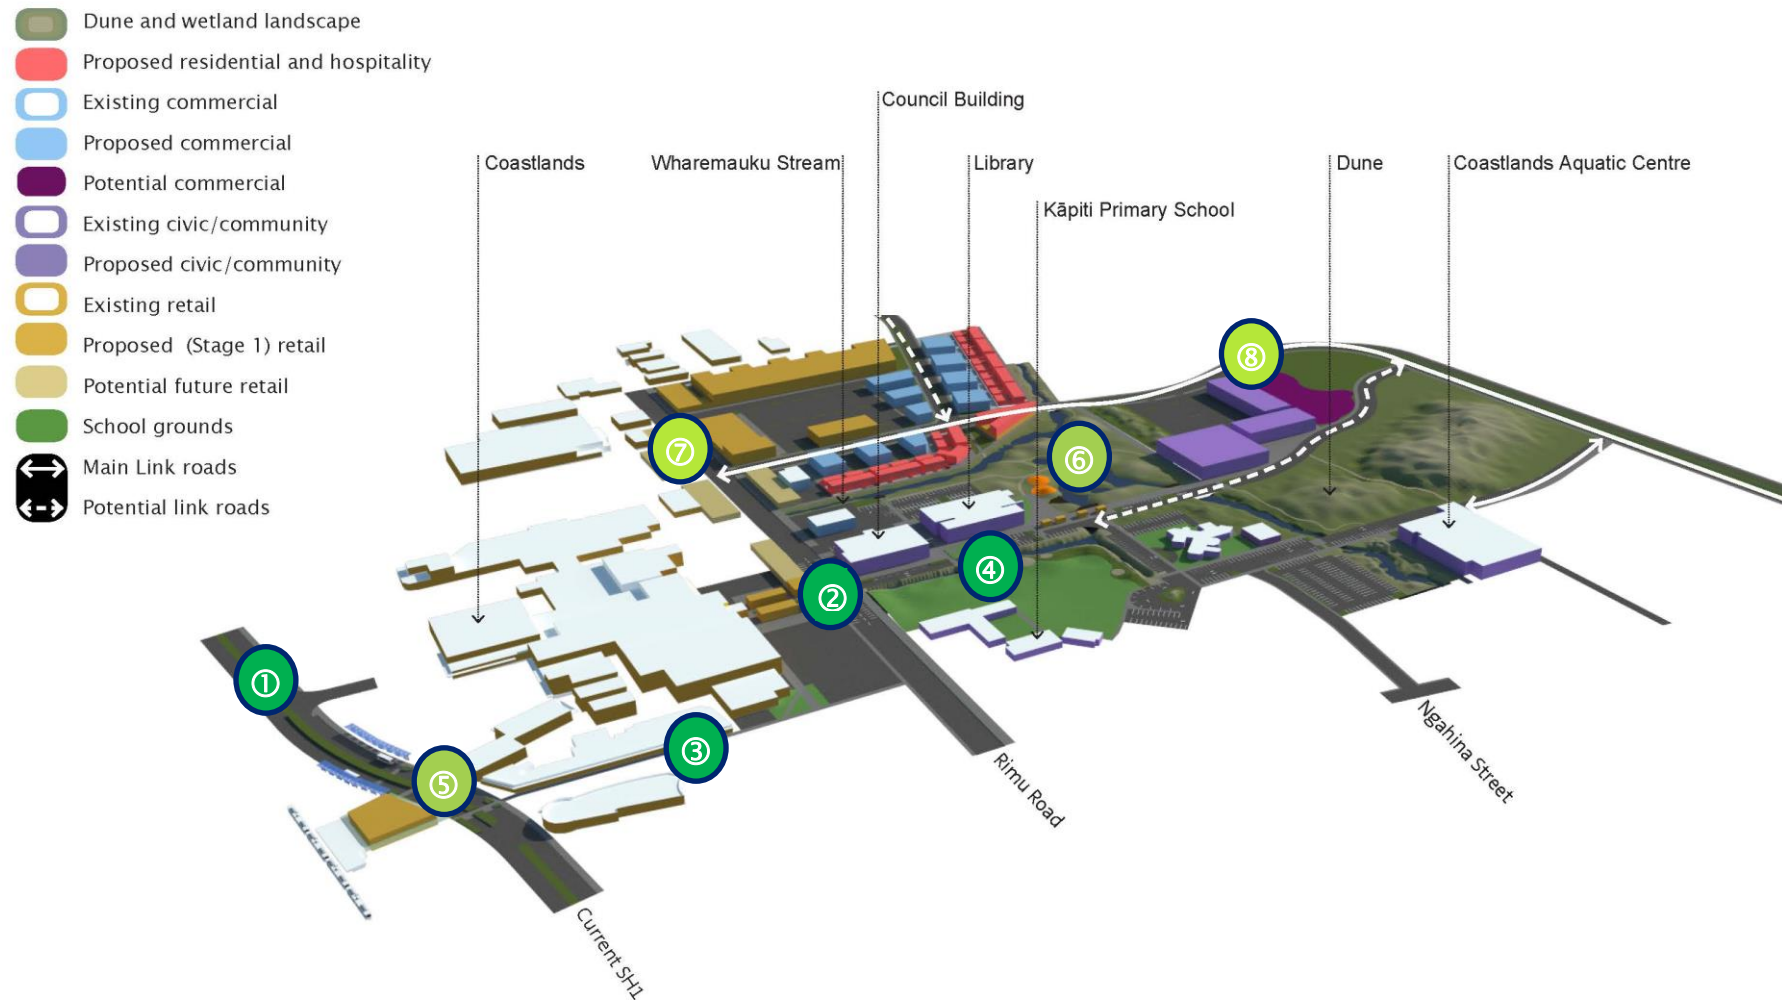 Dune and wetland landscape
Proposed residential and hospitality
Existing commercial
Proposed commercial
Potential commercial
Existing civic/community
Proposed civic/community
Existing retail
Proposed (Stage 1) retail
Potential future retail
School grounds
Main Link roads
Potential link roads
Council Building
Coastlands
Wharemauku Stream
Library
Dune
Coastlands Aquatic Centre
Kāpiti Primary School
⑧
⑦
⑥
④
②
①
③
⑤
Rimu Road
Ngahina Street
Current SH1